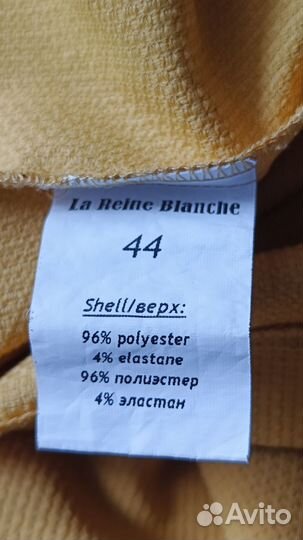 La Reine Blanche
44
Shell/верх:
96% polyester
4% elastane
96% полиэстер
4% эластан
Avito